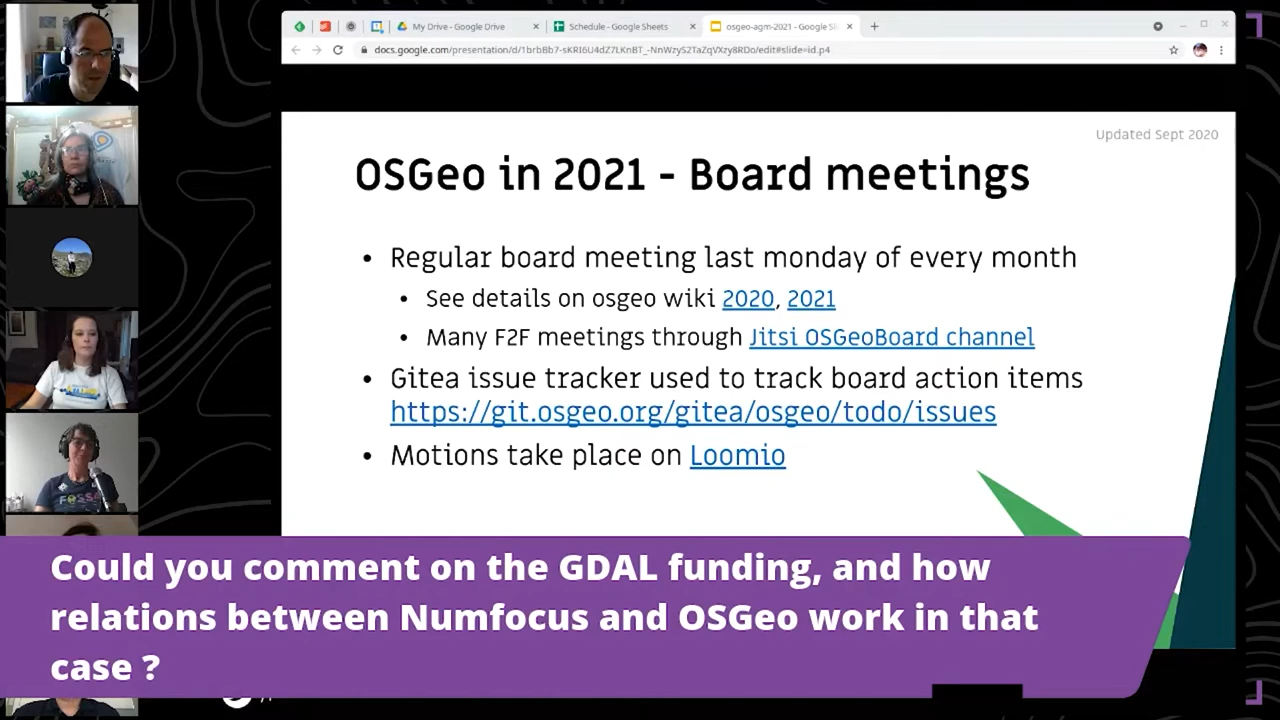 My Drive - Google Drive
Schedule - Google Sheets
osgeo-agm-2021 - Google Sl
docs.google.com/presentation/d/1brbBb7-sKRI6U4dZ7LKnBT_-NnWzyS2TaZqVXzy8RDo/edit#slide=id.p4
Updated Sept 2020
OSGeo in 2021 - Board meetings
• Regular board meeting last monday of every month
• See details on osgeo wiki 2020, 2021
• Many F2F meetings through Jitsi OSGeoBoard channel
• Gitea issue tracker used to track board action items
https://git.osgeo.org/gitea/osgeo/todo/issues
• Motions take place on Loomio
Could you comment on the GDAL funding, and how
relations between Numfocus and OSGeo work in that
case ?